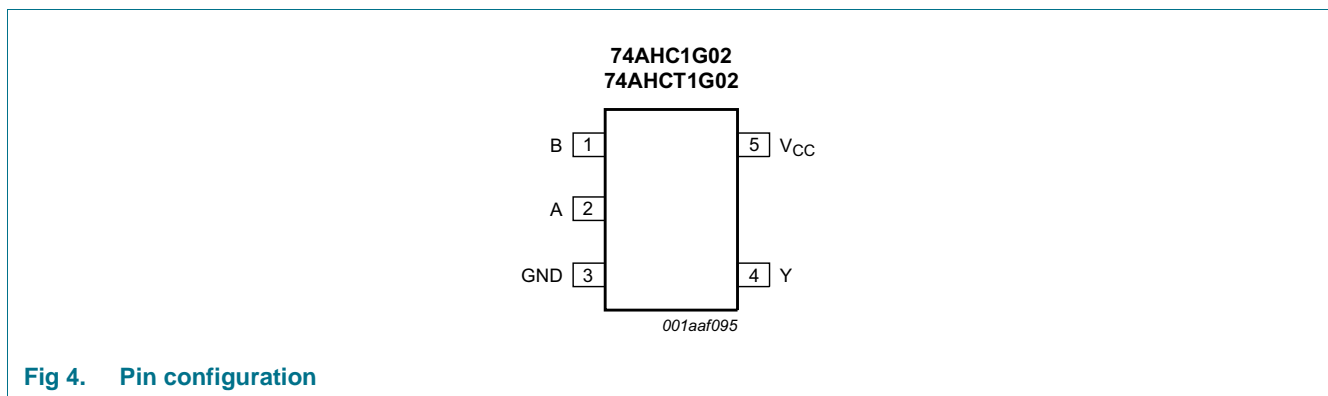 74AHC1G02
74AHCT1G02
B 1 5 VCC
A 2
GND 3 4 Y
001aaf095
Fig 4. Pin configuration